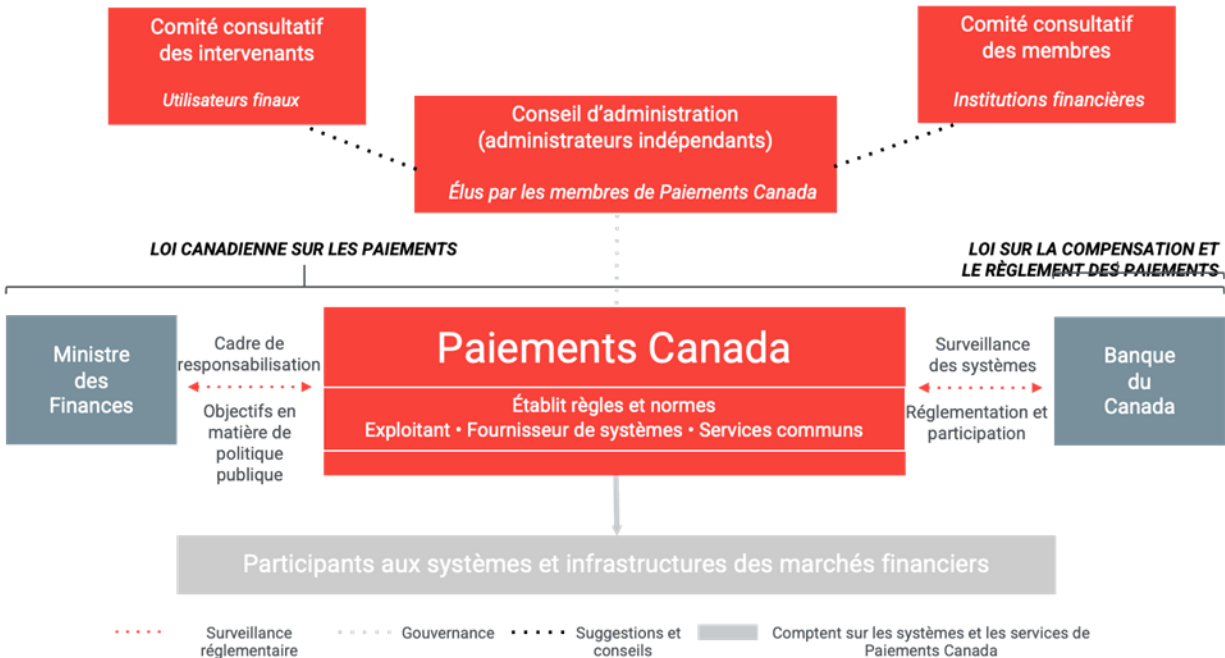 Comité consultatif
des intervenants
Utilisateurs finaux
Comité consultatif
des membres
Institutions financières
Conseil d'administration
(administrateurs indépendants)
Élus par les membres de Paiements Canada
LOI CANADIENNE SUR LES PAIEMENTS
LOI SUR LA COMPENSATION ET
LE RÈGLEMENT DES PAIEMENTS
Ministre
des
Finances
Cadre de
responsabilisation
Objectifs en
matière de
politique
publique
Paiements Canada
Établit règles et normes
Exploitant • Fournisseur de systèmes • Services communs
Surveillance
des systèmes
Réglementation et
participation
Banque
du
Canada
Participants aux systèmes et infrastructures des marchés financiers
Surveillance
réglementaire
Gouvernance
Suggestions et
conseils
Comptent sur les systèmes et les services de
Paiements Canada